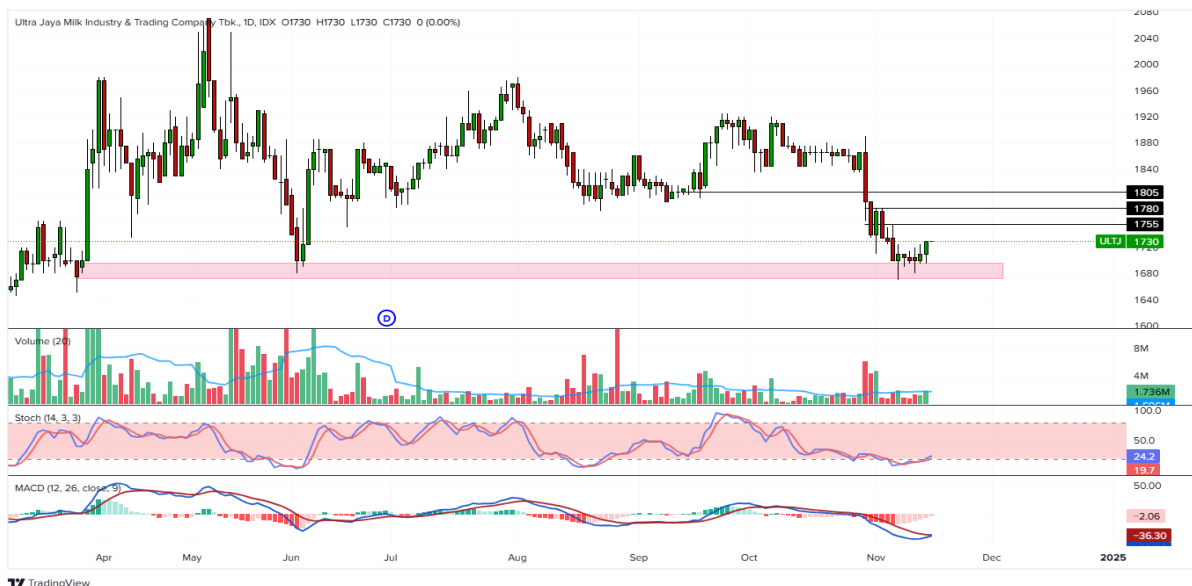 Ultra Jaya Milk Industry & Trading Company Tbk., 1D, IDX O1730 H1730 L1730 C1730 0 (0.00%)
2080
2040
2000
1960
1920
1880
1840
1805
1780
1755
ULTJ 1730
1720
1680
1640
1600
D
Volume (20)
8M
4M
1.736M
Stoch (14, 3, 3)
100.0
50.0
24.2
19.7
MACD (12, 26, close, 9)
50.00
−2.06
−36.30
Apr May Jun Jul Aug Sep Oct Nov Dec 2025
TradingView